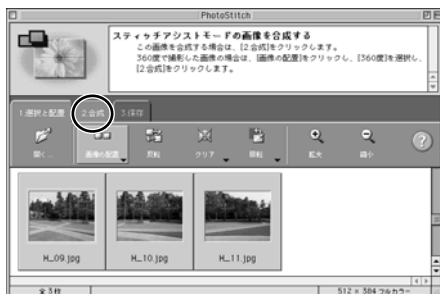 PhotoStitch
スティッチアシストモードの画像を合成する
この画像を合成する場合は、[2.合成]をクリックします。
360度で撮影した画像の場合は、[画像の配置]をクリックし、[360度]を選択し、
[2.合成]をクリックします。
1.選択と配置 2.合成 3.保存
開く... 画像の配置 反転 クリア 回転 拡大 縮小
H_09.jpg H_10.jpg H_11.jpg
全3枚 512 × 384 フルカラー